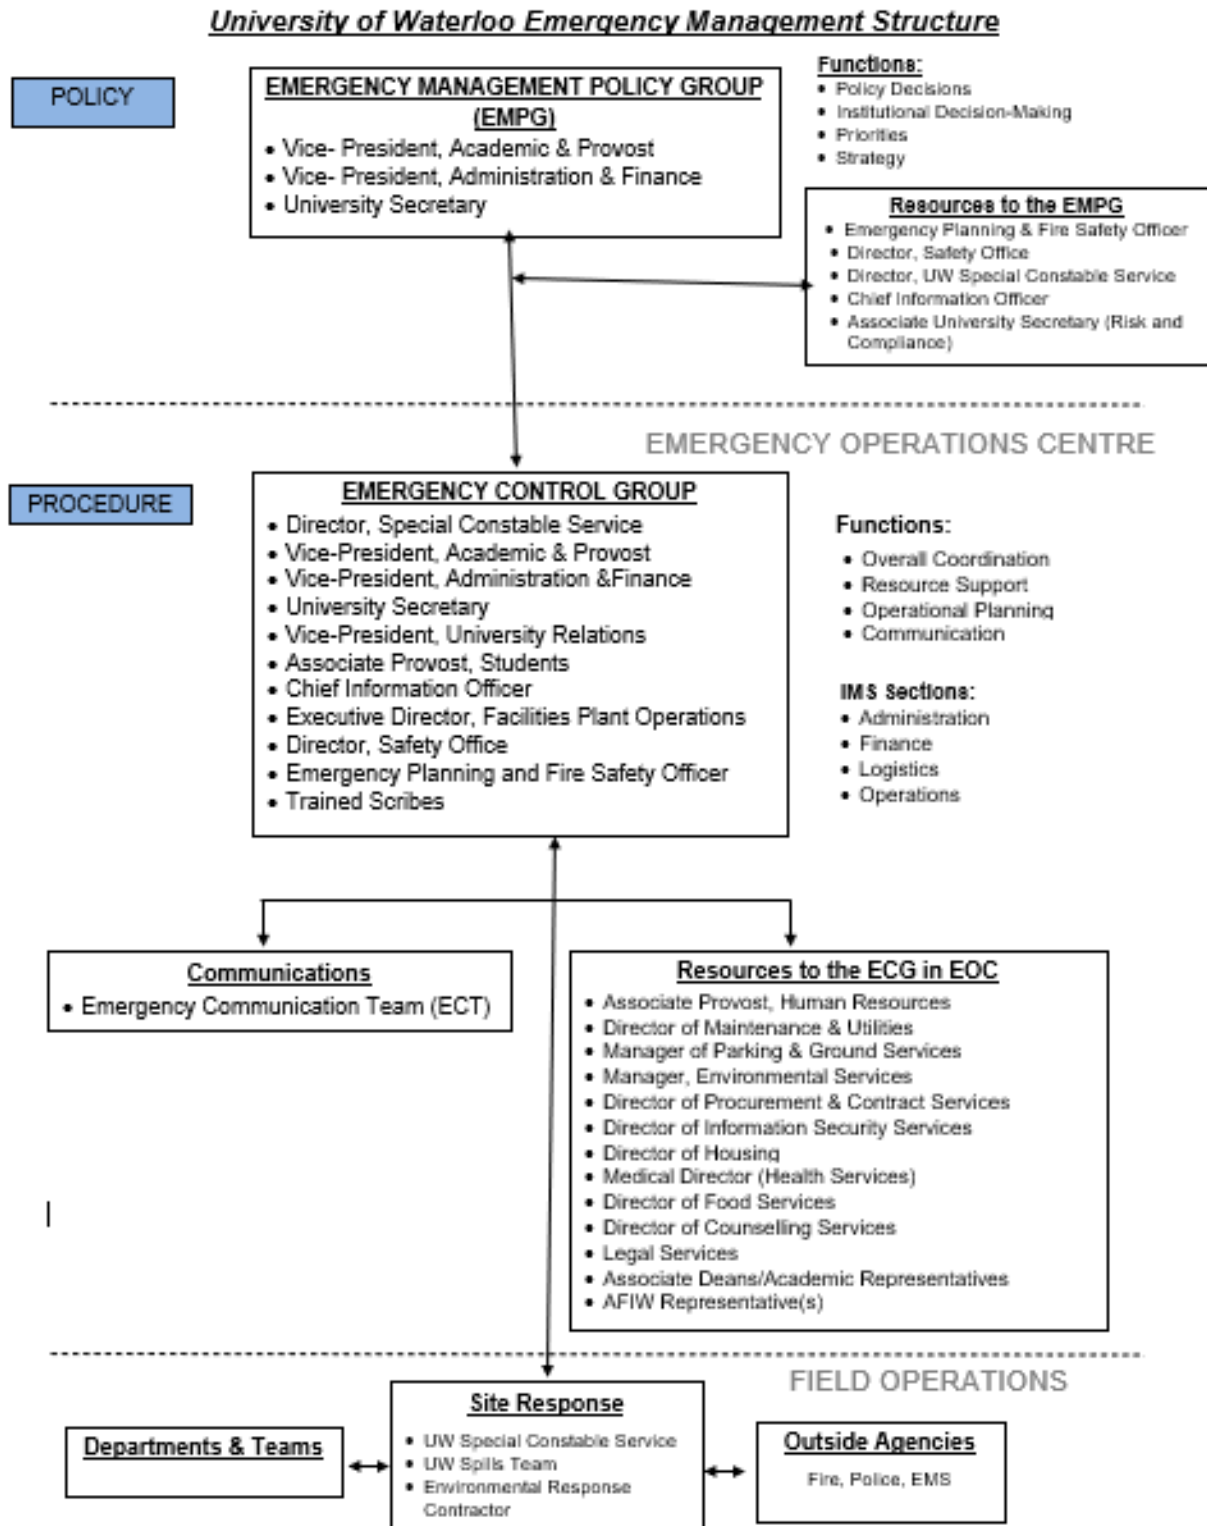 University of Waterloo Emergency Management Structure
POLICY
EMERGENCY MANAGEMENT POLICY GROUP
(EMPG)
• Vice- President, Academic & Provost
• Vice- President, Administration & Finance
• University Secretary
Functions:
• Policy Decisions
• Institutional Decision-Making
• Priorities
• Strategy
Resources to the EMPG
• Emergency Planning & Fire Safety Officer
• Director, Safety Office
• Director, UW Special Constable Service
• Chief Information Officer
• Associate University Secretary (Risk and
Compliance)
EMERGENCY OPERATIONS CENTRE
PROCEDURE
EMERGENCY CONTROL GROUP
• Director, Special Constable Service
• Vice-President, Academic & Provost
• Vice-President, Administration &Finance
• University Secretary
• Vice-President, University Relations
• Associate Provost, Students
• Chief Information Officer
• Executive Director, Facilities Plant Operations
• Director, Safety Office
• Emergency Planning and Fire Safety Officer
• Trained Scribes
Functions:
• Overall Coordination
• Resource Support
• Operational Planning
• Communication
IMS Sections:
• Administration
• Finance
• Logistics
• Operations
Communications
• Emergency Communication Team (ECT)
Resources to the ECG in EOC
• Associate Provost, Human Resources
• Director of Maintenance & Utilities
• Manager of Parking & Ground Services
• Manager, Environmental Services
• Director of Procurement & Contract Services
• Director of Information Security Services
• Director of Housing
• Medical Director (Health Services)
• Director of Food Services
• Director of Counselling Services
• Legal Services
• Associate Deans/Academic Representatives
• AFIW Representative(s)
FIELD OPERATIONS
Departments & Teams
Site Response
• UW Special Constable Service
• UW Spills Team
• Environmental Response
Contractor
Outside Agencies
Fire, Police, EMS